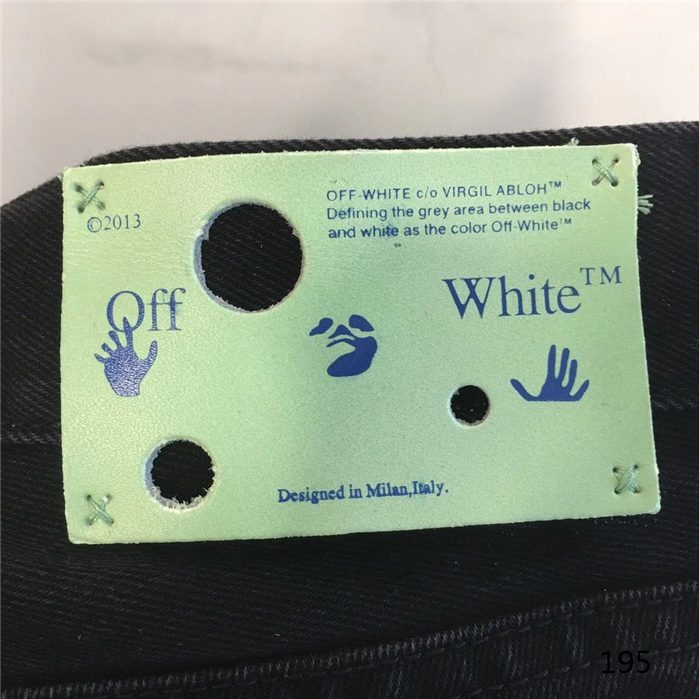 ©2013
OFF-WHITE c/o VIRGIL ABLOH™
Defining the grey area between black
and white as the color Off-White™
Off
White™
Designed in Milan,Italy.
195